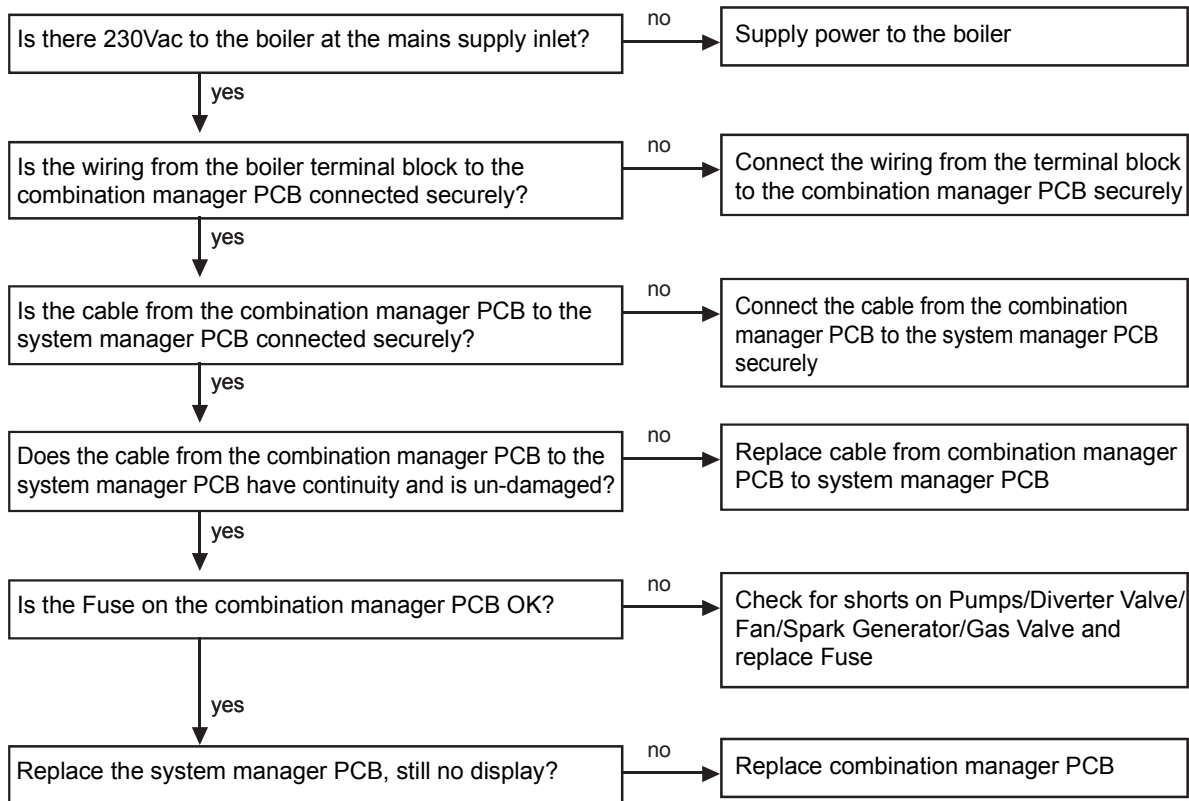 Is there 230Vac to the boiler at the mains supply inlet?
no
Supply power to the boiler
yes
Is the wiring from the boiler terminal block to the
combination manager PCB connected securely?
no
Connect the wiring from the terminal block
to the combination manager PCB securely
yes
Is the cable from the combination manager PCB to the
system manager PCB connected securely?
no
Connect the cable from the combination
manager PCB to the system manager PCB
securely
yes
Does the cable from the combination manager PCB to the
system manager PCB have continuity and is un-damaged?
no
Replace cable from combination manager
PCB to system manager PCB
yes
Is the Fuse on the combination manager PCB OK?
no
Check for shorts on Pumps/Diverter Valve/
Fan/Spark Generator/Gas Valve and
replace Fuse
yes
Replace the system manager PCB, still no display?
no
Replace combination manager PCB